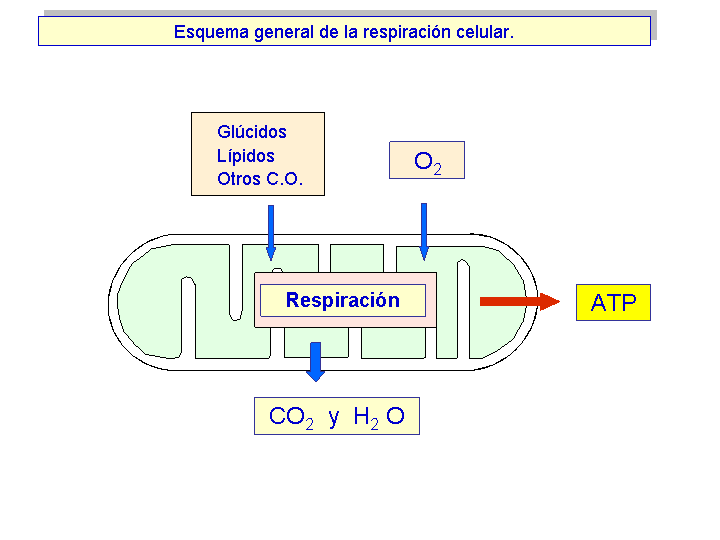 Esquema general de la respiración celular.
Glúcidos
Lípidos
Otros C.O.
O2
Respiración
ATP
CO2 y H2 O